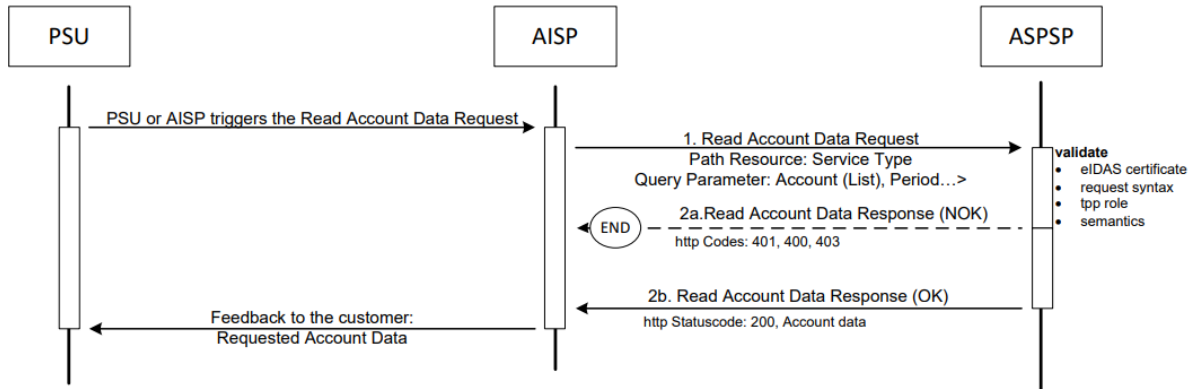 PSU
AISP
ASPSP
PSU or AISP triggers the Read Account Data Request
1. Read Account Data Request
Path Resource: Service Type
Query Parameter: Account (List), Period…>
validate
• eIDAS certificate
• request syntax
• tpp role
• semantics
2a.Read Account Data Response (NOK)
END
http Codes: 401, 400, 403
2b. Read Account Data Response (OK)
http Statuscode: 200, Account data
Feedback to the customer:
Requested Account Data